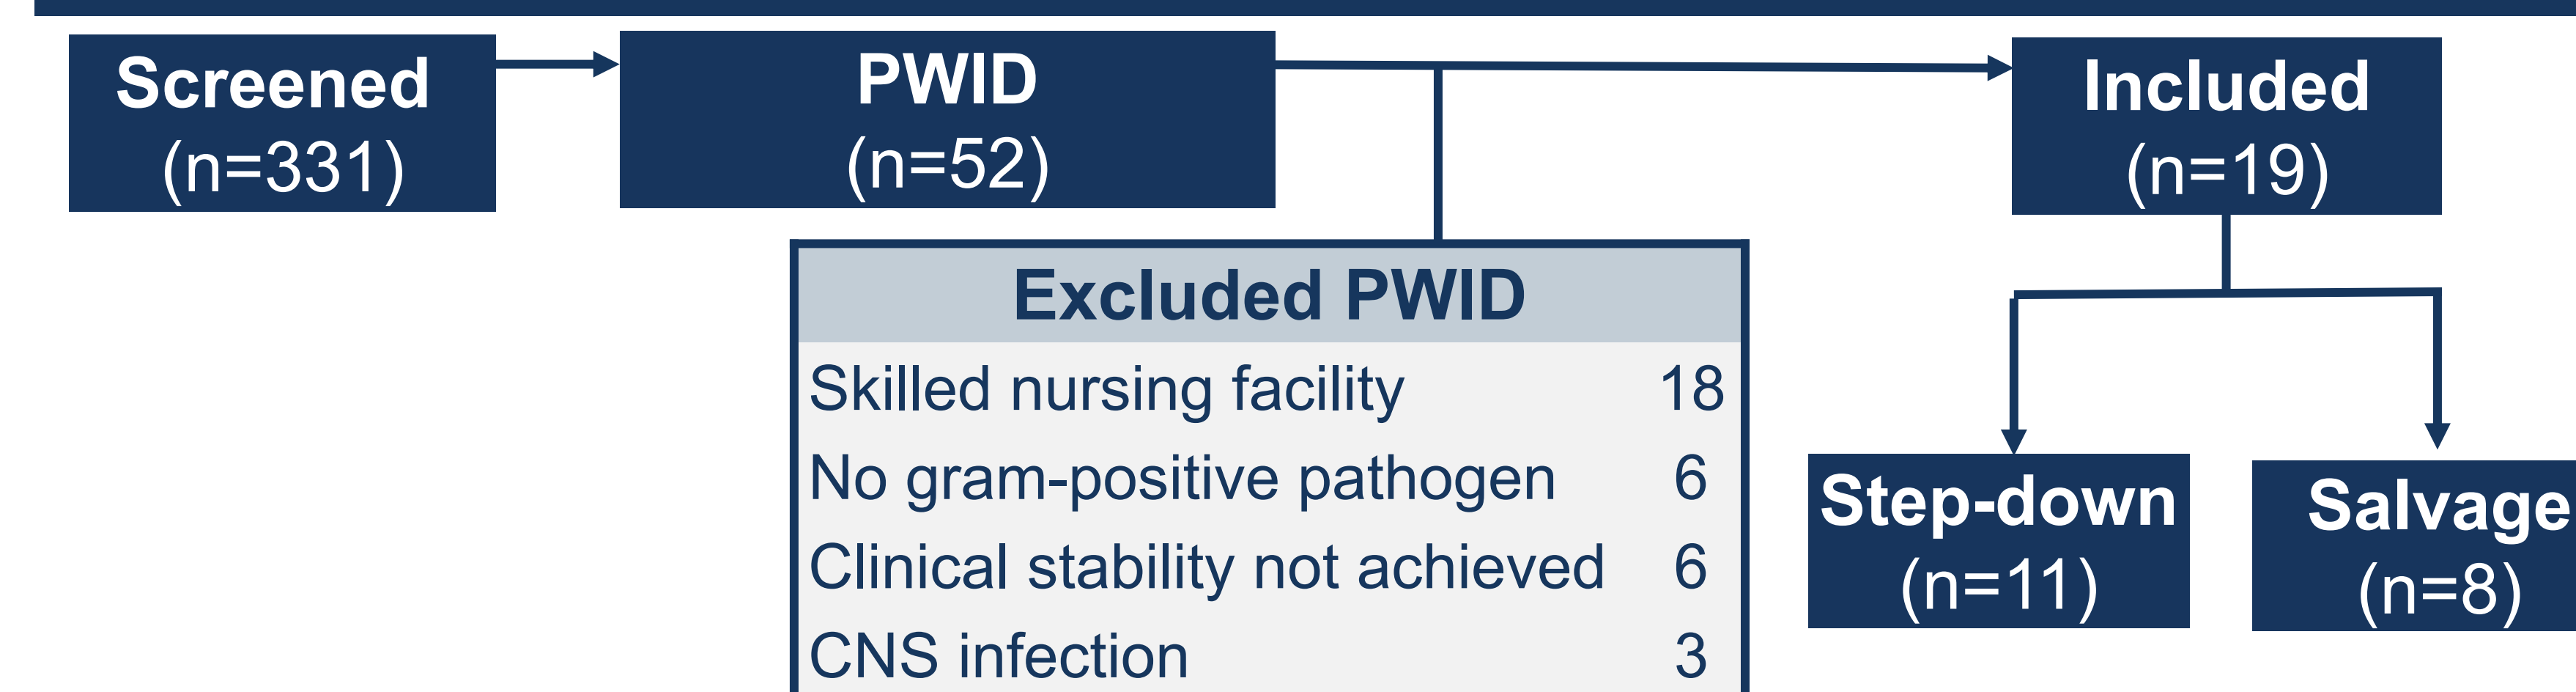 Screened
(n=331)
PWID
(n=52)
Included
(n=19)
Excluded PWID
Skilled nursing facility 18
No gram-positive pathogen 6
Clinical stability not achieved 6
CNS infection 3
Step-down
(n=11)
Salvage
(n=8)